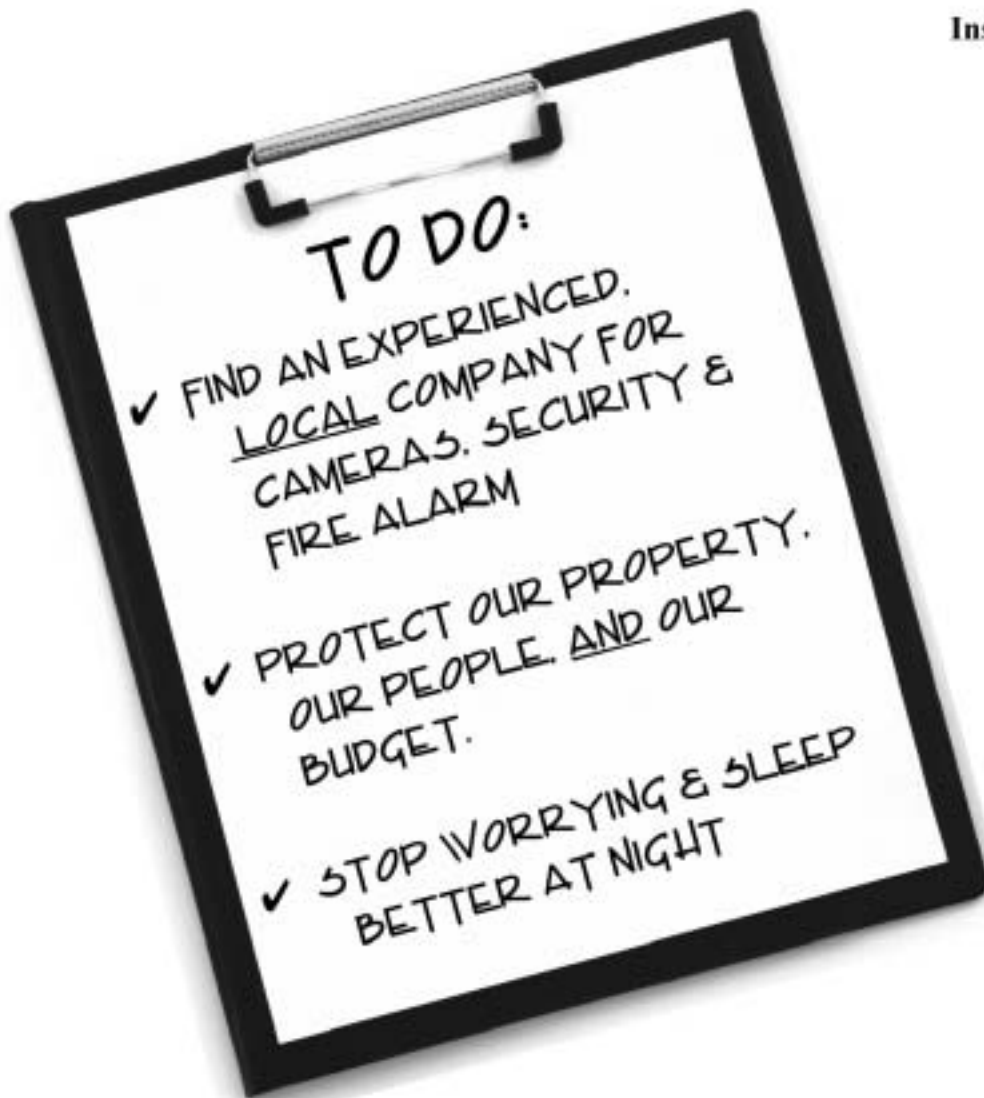 Ins
TO DO:
✔ FIND AN EXPERIENCED,
LOCAL COMPANY FOR
CAMERAS, SECURITY &
FIRE ALARM
✔ PROTECT OUR PROPERTY,
OUR PEOPLE, AND OUR
BUDGET.
✔ STOP WORRYING & SLEEP
BETTER AT NIGHT